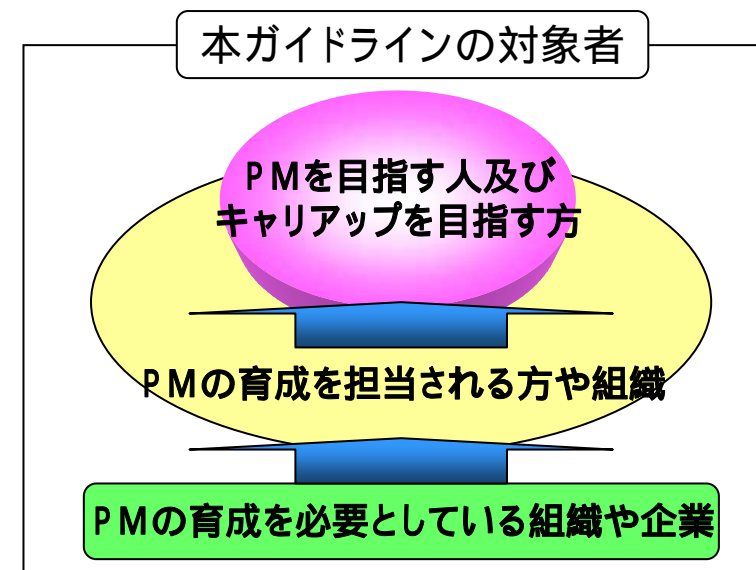 本ガイドラインの対象者
PMを目指す人及び
キャリアップを目指す方
PMの育成を担当される方や組織
PMの育成を必要としている組織や企業